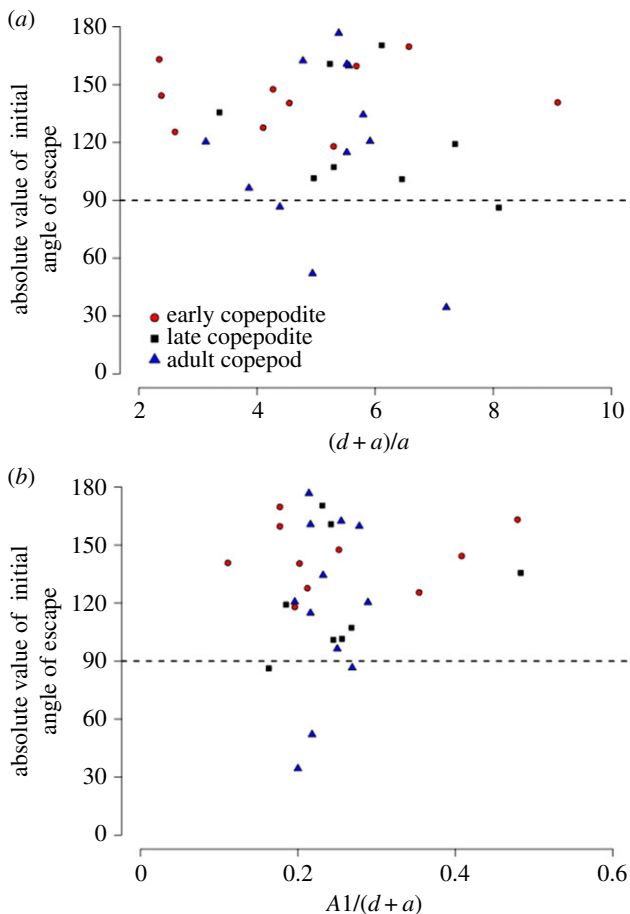 (a)
180
150
120
90
60
30
0
absolute value of initial
angle of escape
early copepodite
late copepodite
adult copepod
2 4 6 8 10
(d + a)/a
(b)
180
150
120
90
60
30
0
absolute value of initial
angle of escape
0 0.2 0.4 0.6
A1/(d + a)